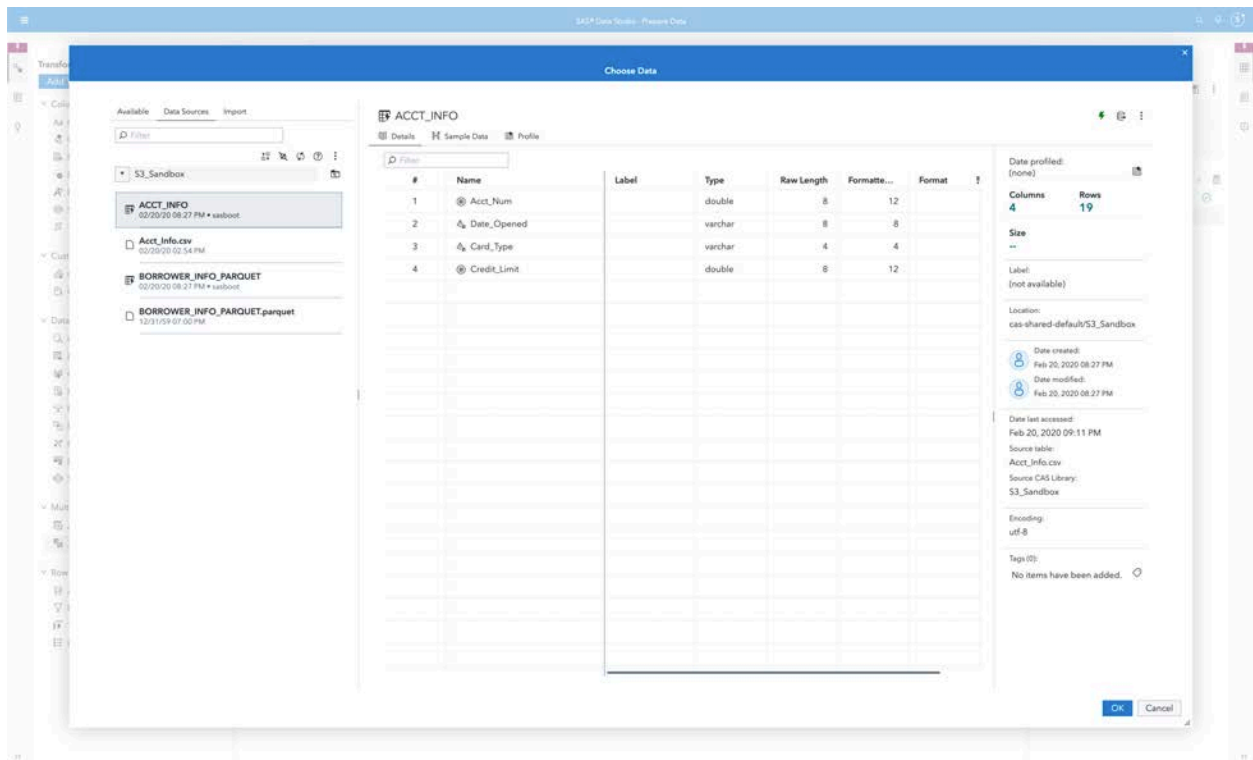 SAS® Data Studio - Prepare Data
Transfo
Add
Choose Data
Available Data Sources Import
Filter
S3_Sandbox
ACCT_INFO
02/20/20 08:27 PM • sasboot
Acct_Info.csv
02/20/20 02:54 PM
BORROWER_INFO_PARQUET
02/20/20 08:27 PM • sasboot
BORROWER_INFO_PARQUET.parquet
12/31/59 07:00 PM
ACCT_INFO
Details Sample Data Profile
Filter
# Name Label Type Raw Length Formatte... Format
1 Acct_Num double 8 12
2 Date_Opened varchar 8 8
3 Card_Type varchar 4 4
4 Credit_Limit double 8 12
Date profiled:
(none)
Columns Rows
4 19
Size
--
Label:
(not available)
Location:
cas-shared-default/S3_Sandbox
Date created:
Feb 20, 2020 08:27 PM
Date modified:
Feb 20, 2020 08:27 PM
Date last accessed:
Feb 20, 2020 09:11 PM
Source table:
Acct_Info.csv
Source CAS Library:
S3_Sandbox
Encoding:
utf-8
Tags (0):
No items have been added.
OK Cancel